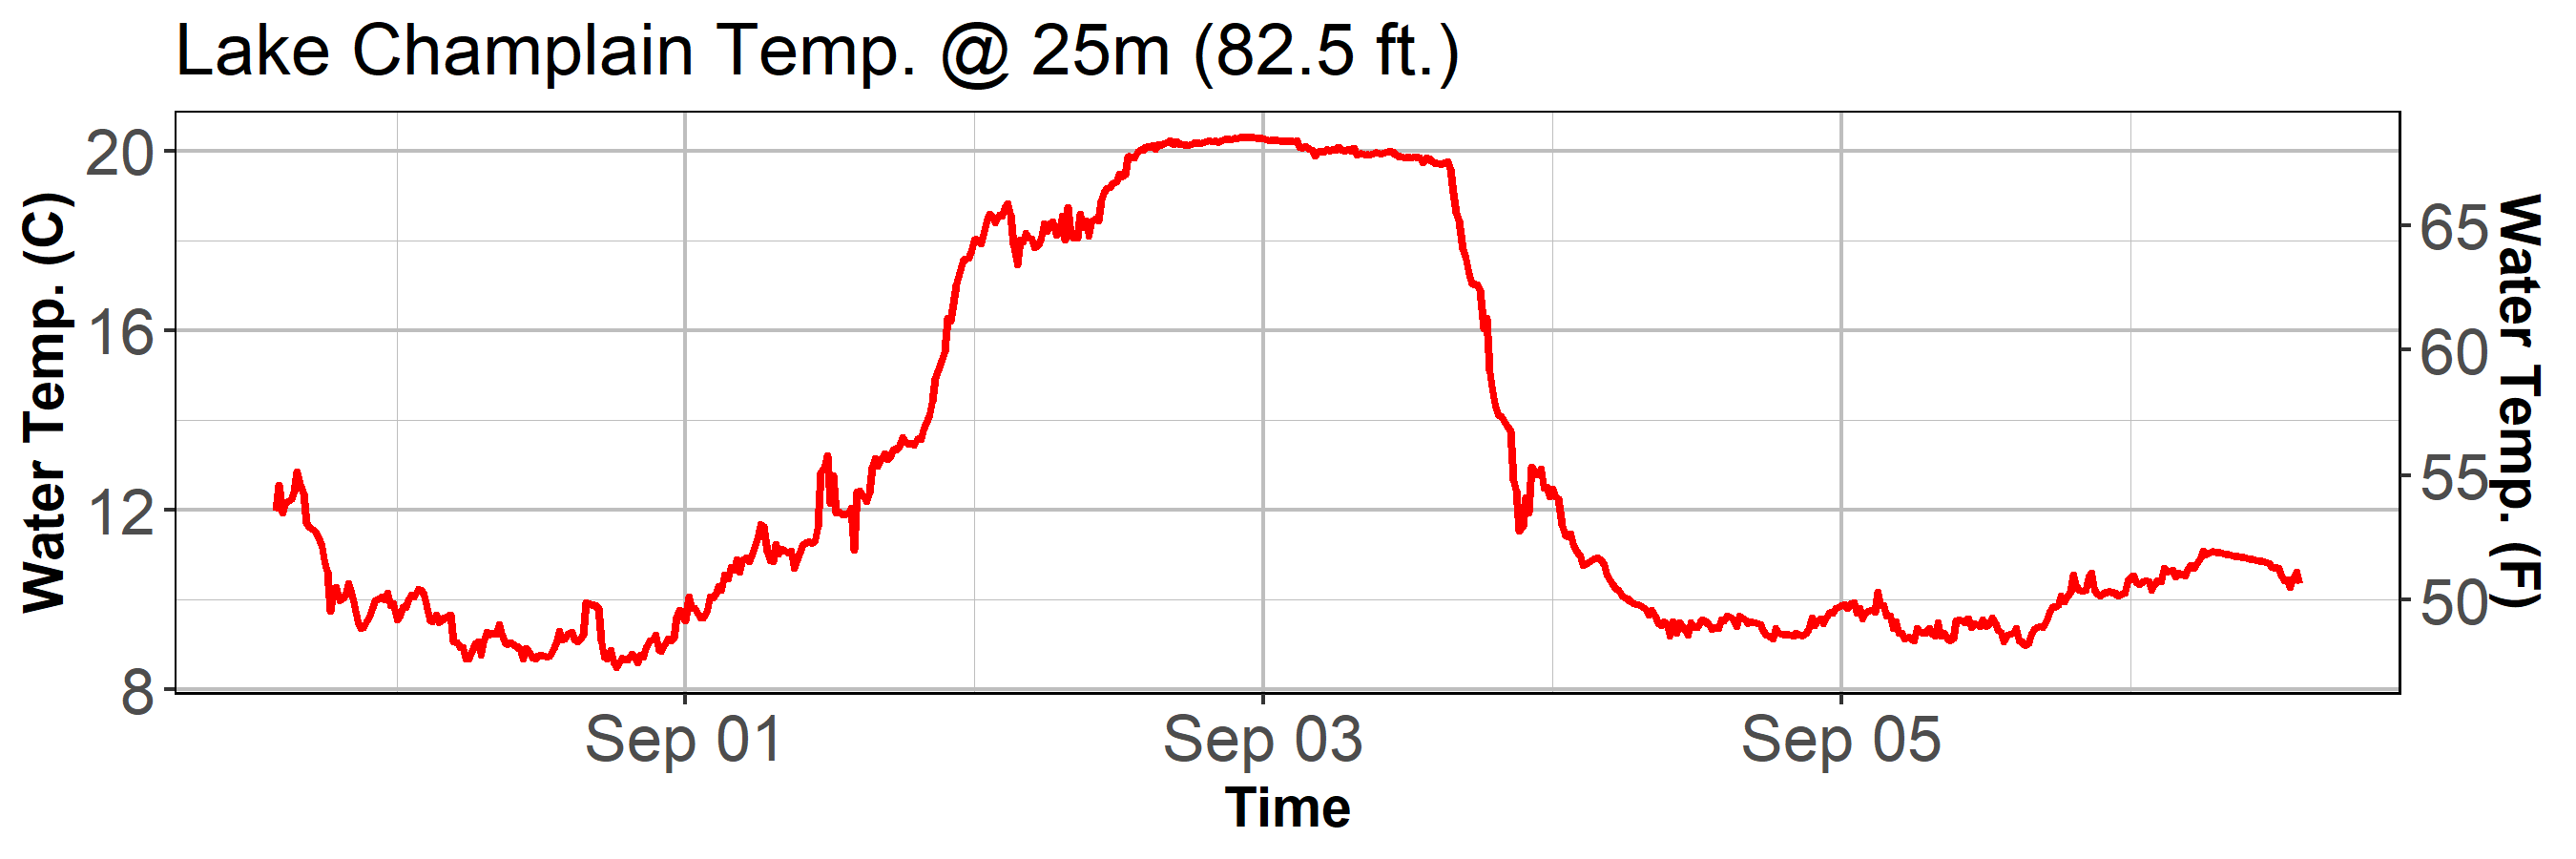 Lake Champlain Temp. @ 25m (82.5 ft.)
Water Temp. (C)
20
16
12
8
65
60
55
50
Water Temp. (F)
Sep 01
Sep 03
Sep 05
Time